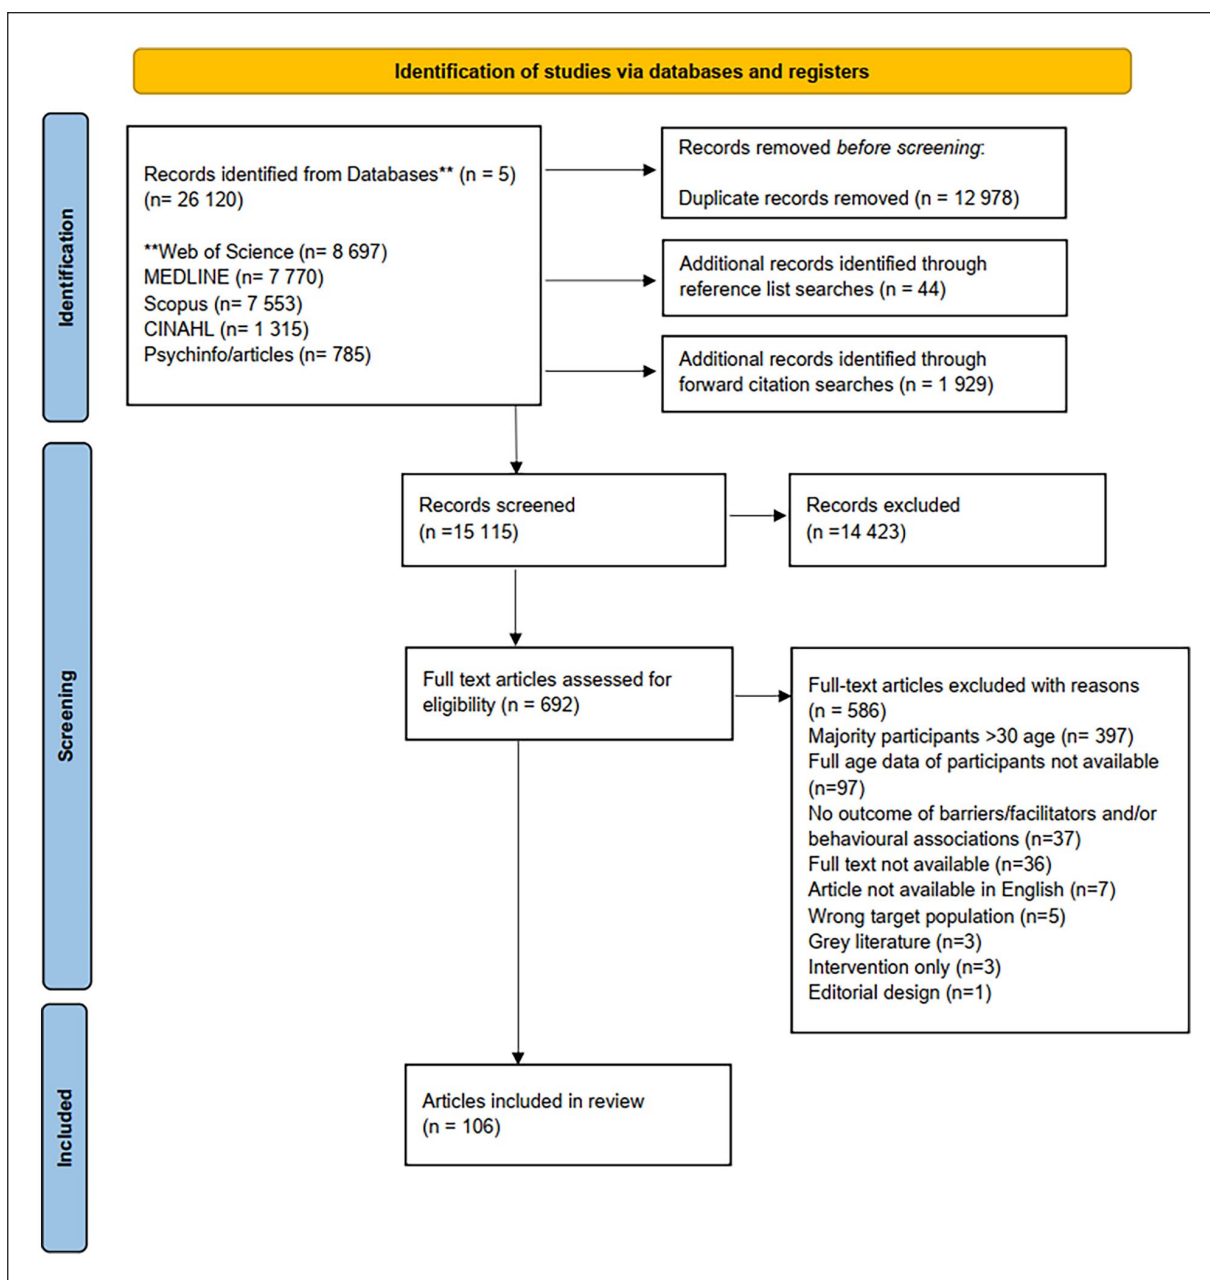 Identification of studies via databases and registers
Identification
Records identified from Databases** (n = 5)
(n= 26 120)
**Web of Science (n= 8 697)
MEDLINE (n= 7 770)
Scopus (n= 7 553)
CINAHL (n= 1 315)
Psychinfo/articles (n= 785)
Records removed before screening:
Duplicate records removed (n = 12 978)
Additional records identified through
reference list searches (n = 44)
Additional records identified through
forward citation searches (n = 1 929)
Screening
Records screened
(n =15 115)
Records excluded
(n =14 423)
Full text articles assessed for
eligibility (n = 692)
Full-text articles excluded with reasons
(n = 586)
Majority participants >30 age (n= 397)
Full age data of participants not available
(n=97)
No outcome of barriers/facilitators and/or
behavioural associations (n=37)
Full text not available (n=36)
Article not available in English (n=7)
Wrong target population (n=5)
Grey literature (n=3)
Intervention only (n=3)
Editorial design (n=1)
Included
Articles included in review
(n = 106)